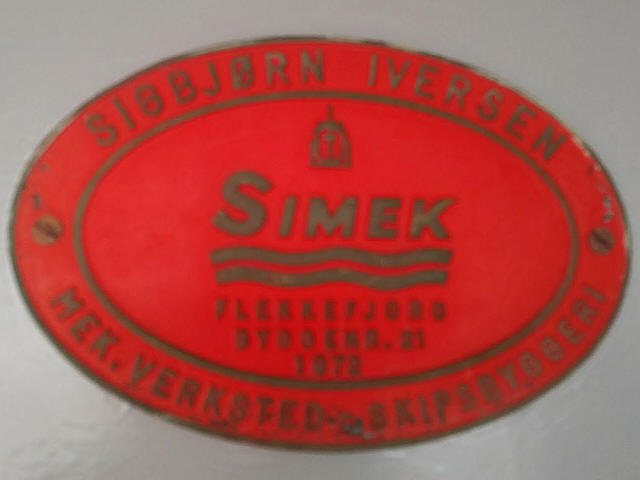 SIGBJØRN IVERSEN
SIMEK
FLEKKEFJORD
BYGGENR. 21
1972
MEK. VERKSTED - SKIPSBYGGERI